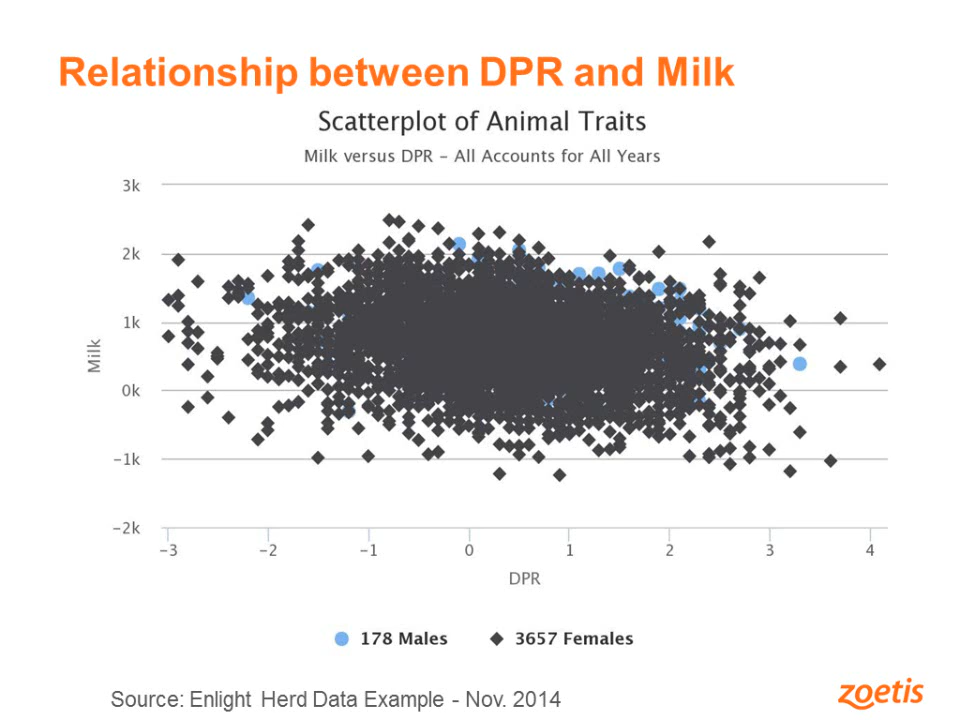 Relationship between DPR and Milk
Scatterplot of Animal Traits
Milk versus DPR – All Accounts for All Years
3k
2k
1k
0k
−1k
−2k
Milk
−3 −2 −1 0 1 2 3 4
DPR
178 Males 3657 Females
Source: Enlight Herd Data Example - Nov. 2014
zoetis